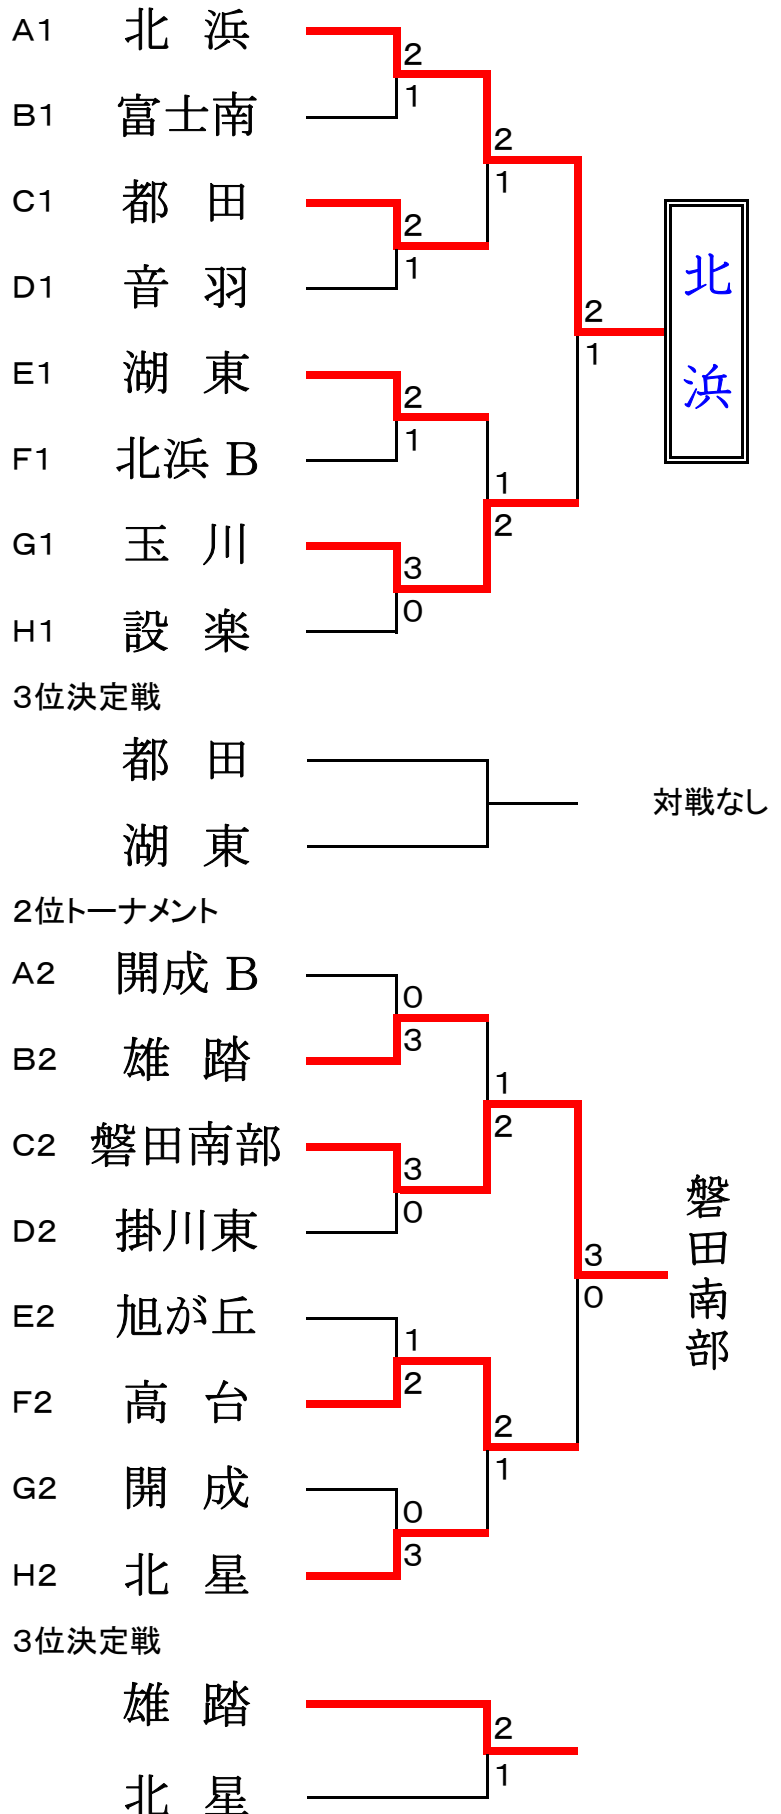 A1 北 浜
2
1
B1 富士南
2
1
C1 都 田
2
1
D1 音 羽
北浜
2
1
E1 湖 東
2
1
F1 北浜 B
1
2
G1 玉 川
3
0
H1 設 楽
3位決定戦
都 田
対戦なし
湖 東
2位トーナメント
A2 開成 B
0
3
B2 雄 踏
1
2
C2 磐田南部
3
0
D2 掛川東
磐田南部
3
0
E2 旭が丘
1
2
F2 高 台
2
1
G2 開 成
0
3
H2 北 星
3位決定戦
雄 踏
2
1
北 星